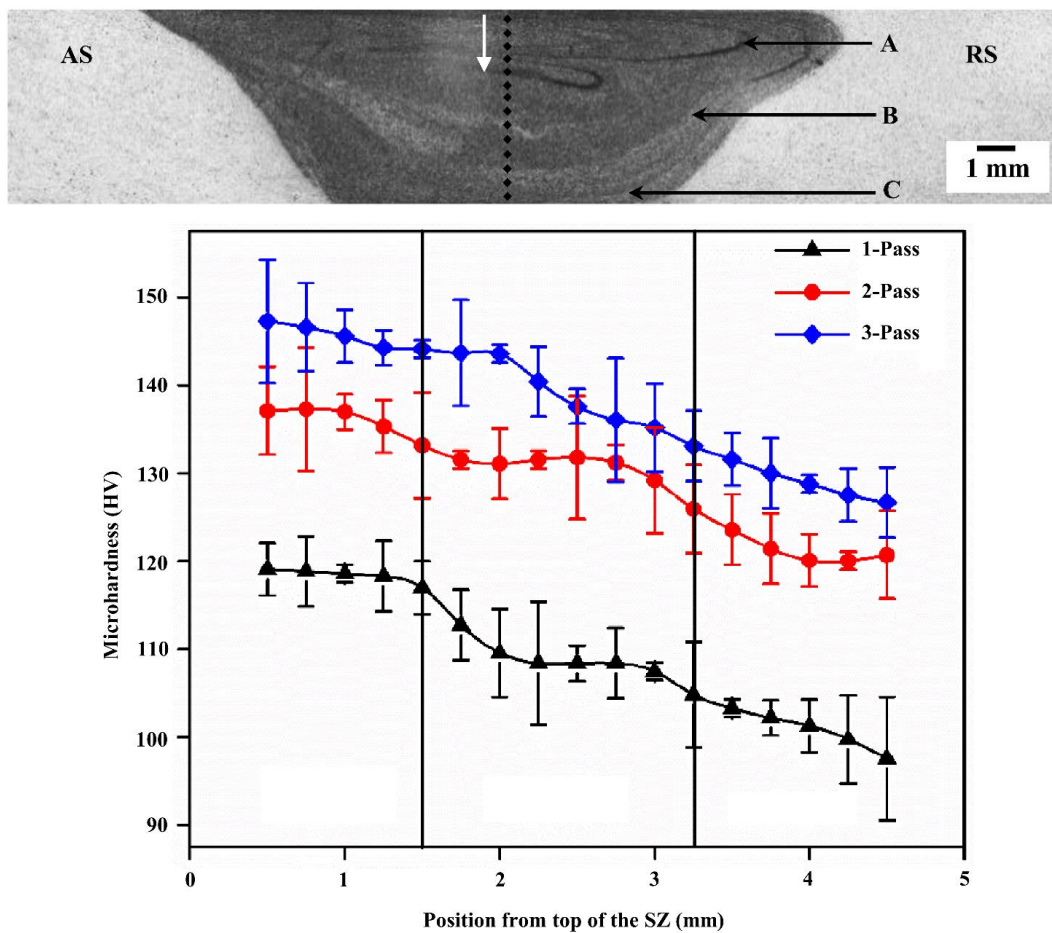 AS
A
RS
B
1 mm
C
1-Pass
2-Pass
3-Pass
150
140
130
120
110
100
90
Microhardness (HV)
0 1 2 3 4 5
Position from top of the SZ (mm)